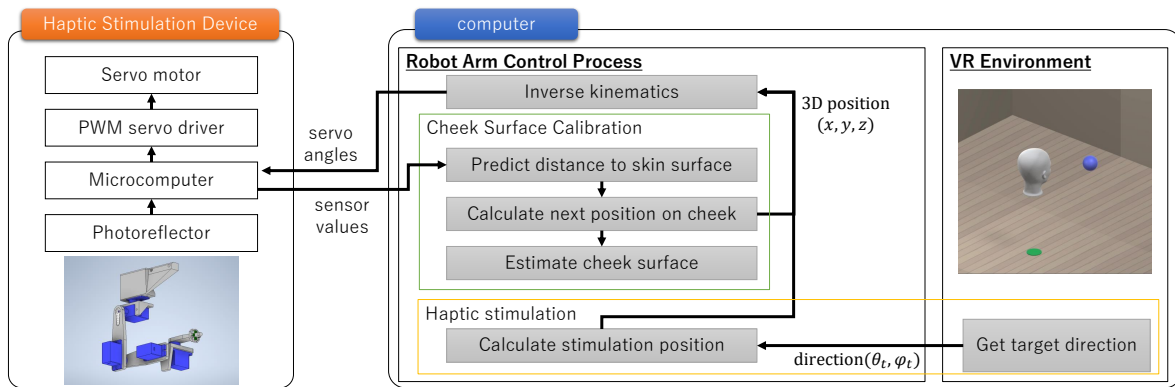 Haptic Stimulation Device
Servo motor
PWM servo driver
Microcomputer
Photoreflector
servo
angles
sensor
values
computer
Robot Arm Control Process
Inverse kinematics
Cheek Surface Calibration
Predict distance to skin surface
Calculate next position on cheek
Estimate cheek surface
3D position
(x, y, z)
Haptic stimulation
Calculate stimulation position
direction(θₜ, φₜ)
VR Environment
Get target direction